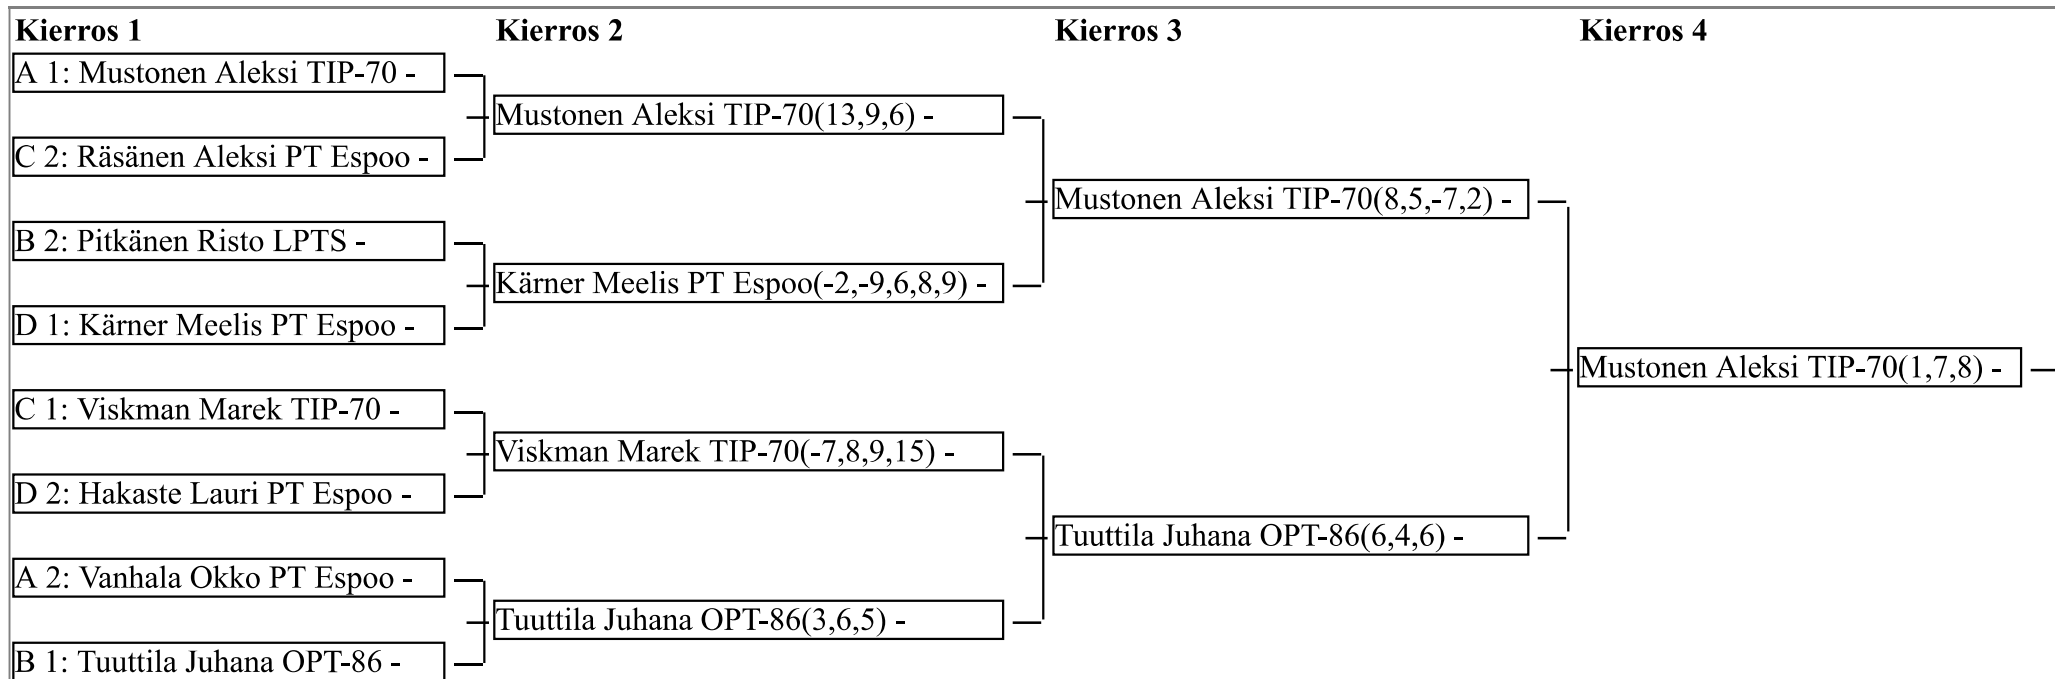 Kierros 1
Kierros 2
Kierros 3
Kierros 4
A 1: Mustonen Aleksi TIP-70 -
Mustonen Aleksi TIP-70(13,9,6) -
C 2: Räsänen Aleksi PT Espoo -
Mustonen Aleksi TIP-70(8,5,-7,2) -
B 2: Pitkänen Risto LPTS -
Kärner Meelis PT Espoo(-2,-9,6,8,9) -
D 1: Kärner Meelis PT Espoo -
Mustonen Aleksi TIP-70(1,7,8) -
C 1: Viskman Marek TIP-70 -
Viskman Marek TIP-70(-7,8,9,15) -
D 2: Hakaste Lauri PT Espoo -
Tuuttila Juhana OPT-86(6,4,6) -
A 2: Vanhala Okko PT Espoo -
Tuuttila Juhana OPT-86(3,6,5) -
B 1: Tuuttila Juhana OPT-86 -